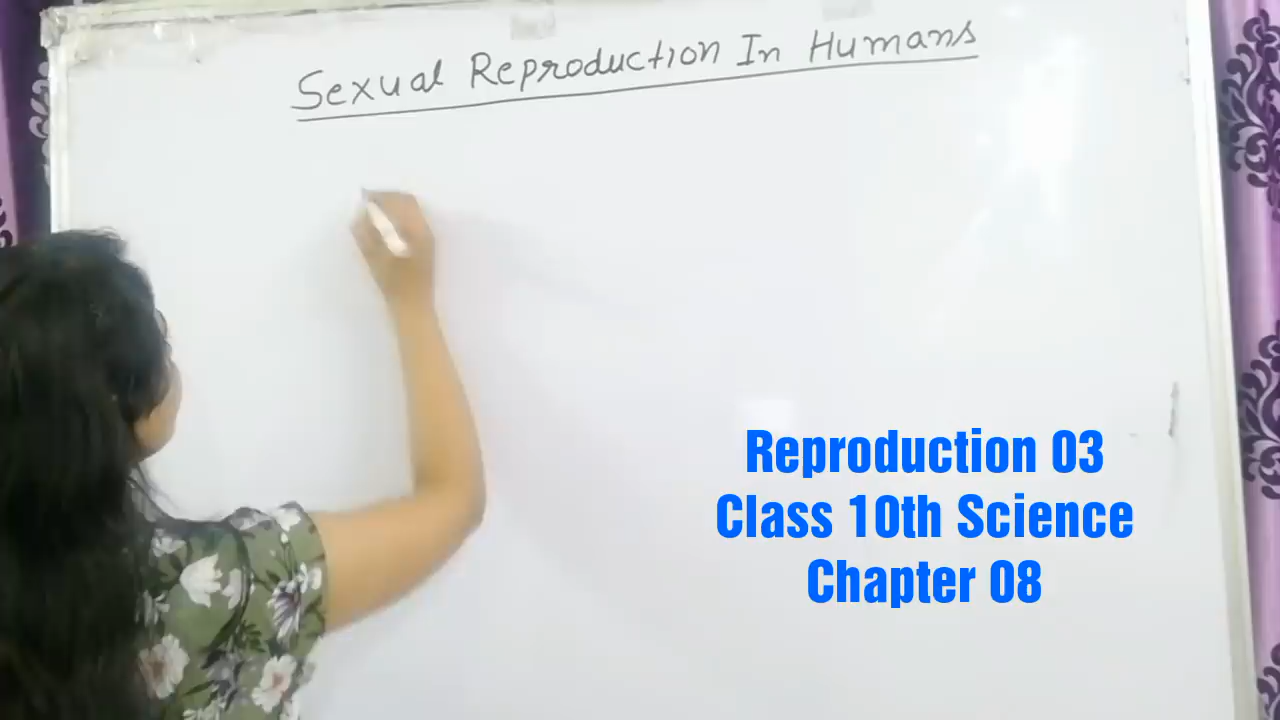 Sexual Reproduction In Humans
Reproduction 03
Class 10th Science
Chapter 08